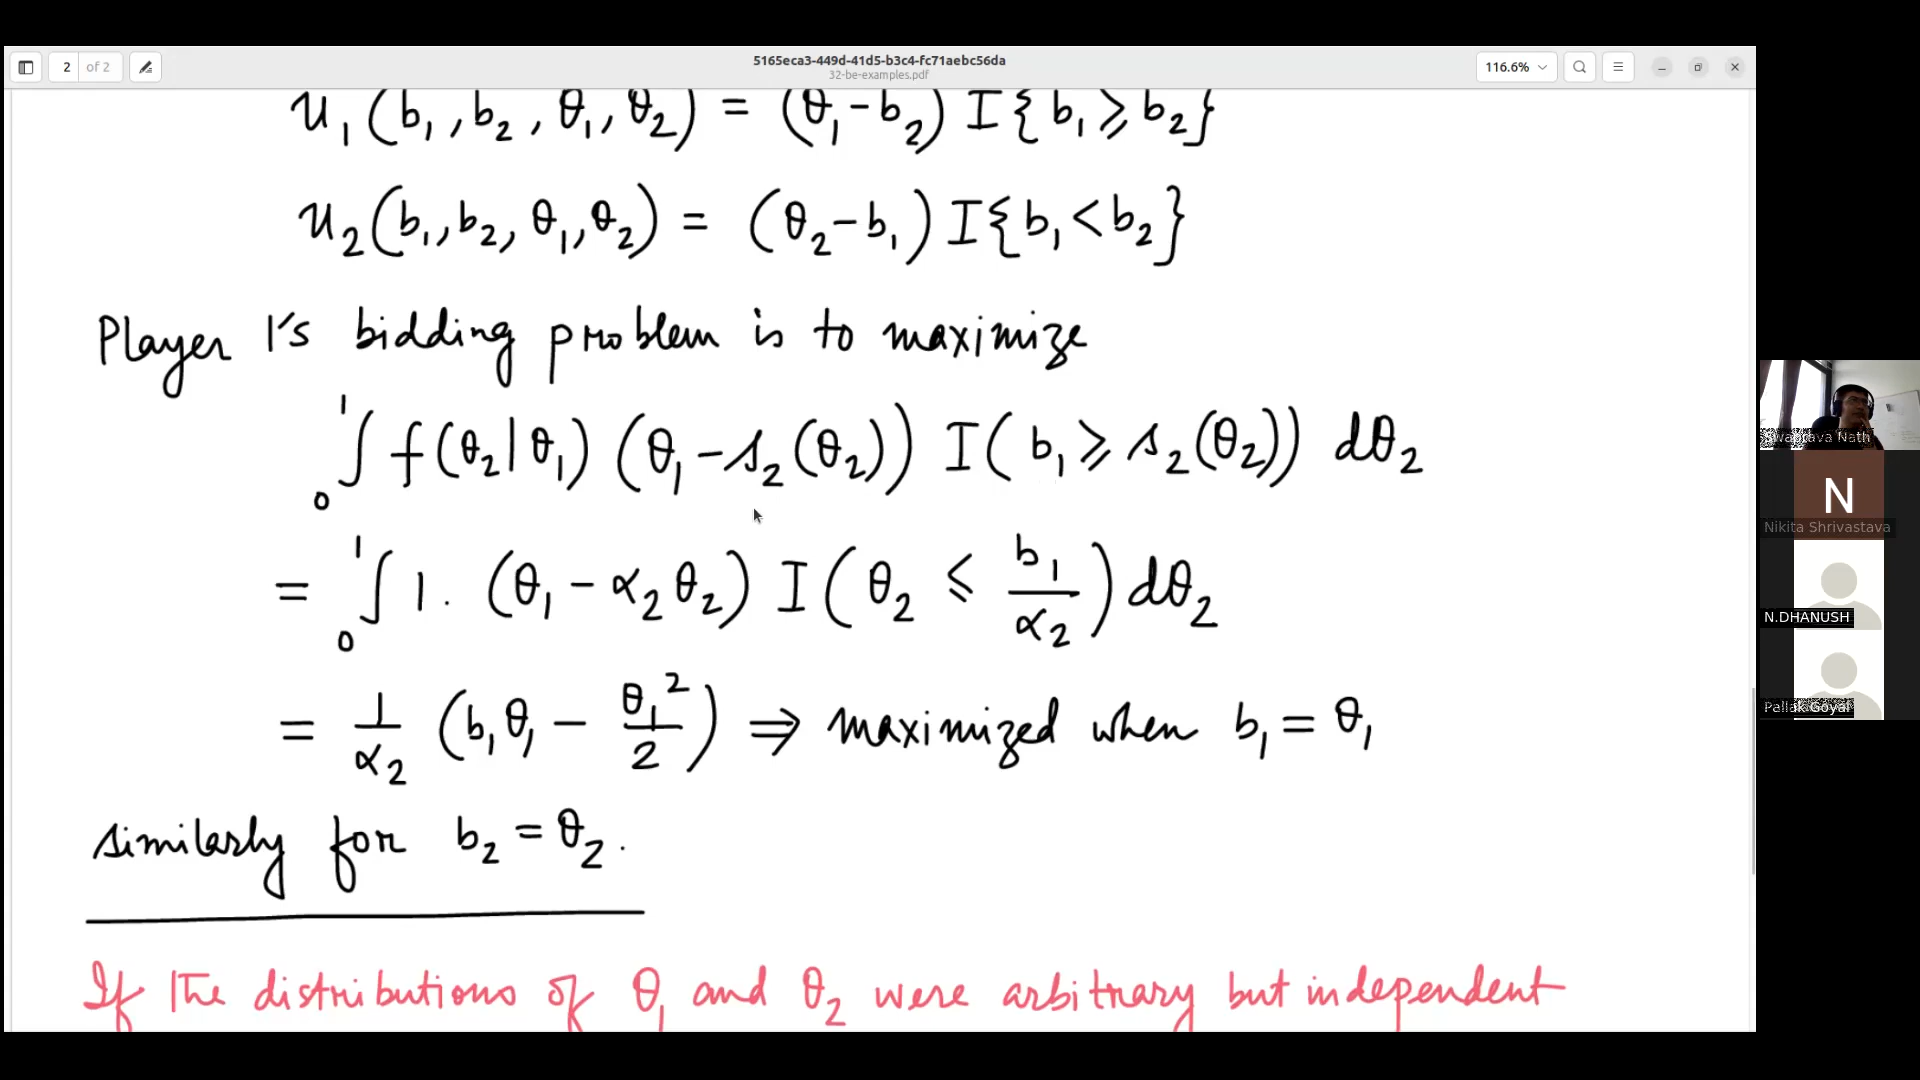 5165eca3-449d-41d5-b3c4-fc71aebc56da
32-be-examples.pdf
2 of 2
116.6%
u₁(b₁,b₂,θ₁,θ₂) = (θ₁-b₂) I{b₁≥b₂}
u₂(b₁,b₂,θ₁,θ₂) = (θ₂-b₁) I{b₁<b₂}
Player 1's bidding problem is to maximize
∫₀¹ f(θ₂|θ₁) (θ₁-s₂(θ₂)) I(b₁≥s₂(θ₂)) dθ₂
= ∫₀¹ 1. (θ₁-α₂θ₂) I(θ₂ ≤ b₁/α₂) dθ₂
= 1/α₂ (b₁θ₁ - θ₁²/2) ⇒ maximized when b₁ = θ₁
similarly for b₂ = θ₂.
If the distributions of θ₁ and θ₂ were arbitrary but independent
Swaprava Nath
N
Nikita Shrivastava
N.DHANUSH
Pallak Goyal